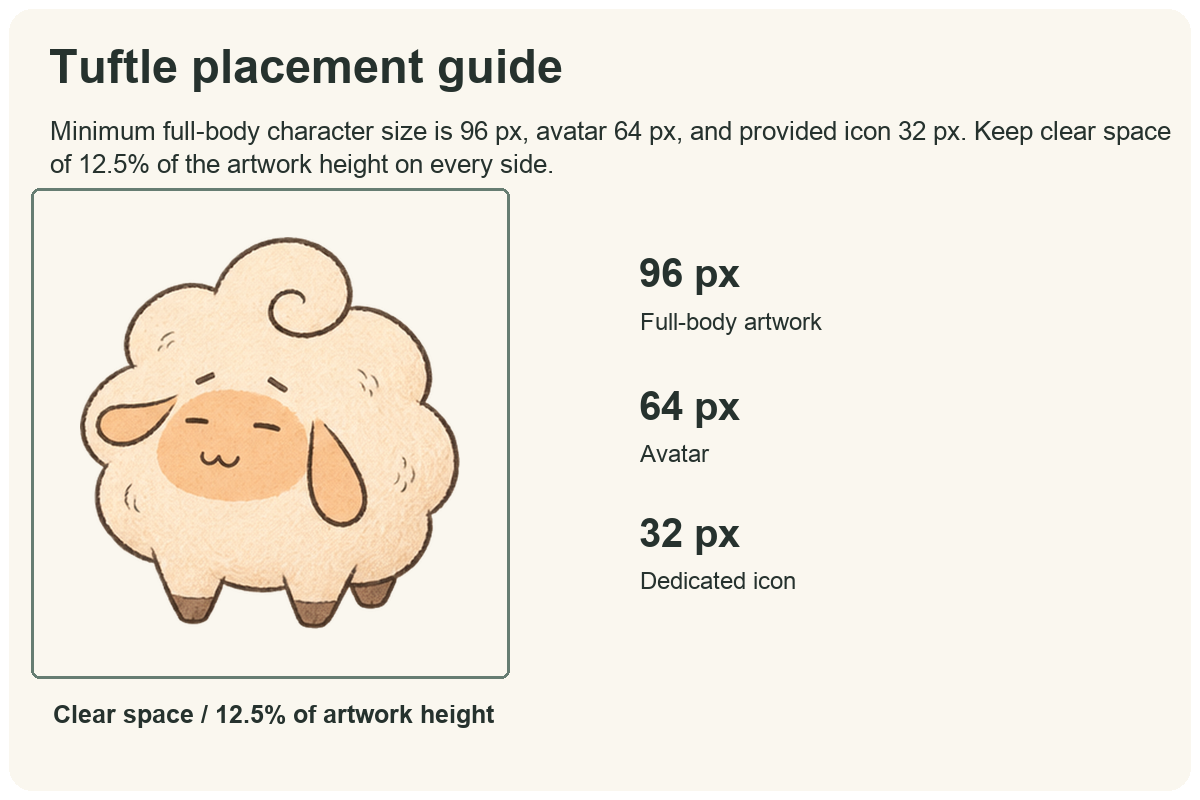 Tuftle placement guide
Minimum full-body character size is 96 px, avatar 64 px, and provided icon 32 px. Keep clear space
of 12.5% of the artwork height on every side.
96 px
Full-body artwork
64 px
Avatar
32 px
Dedicated icon
Clear space / 12.5% of artwork height